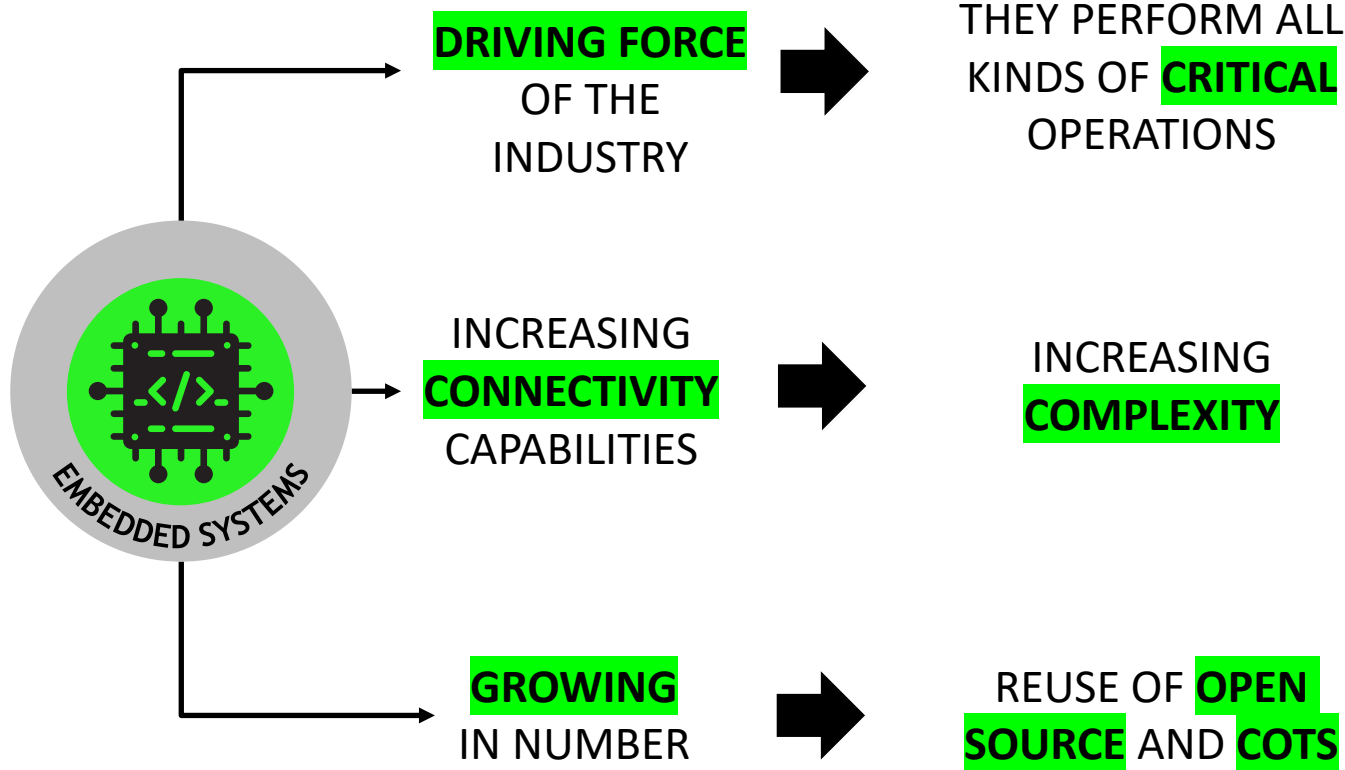 DRIVING FORCE
OF THE
INDUSTRY
THEY PERFORM ALL
KINDS OF CRITICAL
OPERATIONS
</>
EMBEDDED SYSTEMS
INCREASING
CONNECTIVITY
CAPABILITIES
INCREASING
COMPLEXITY
GROWING
IN NUMBER
REUSE OF OPEN
SOURCE AND COTS